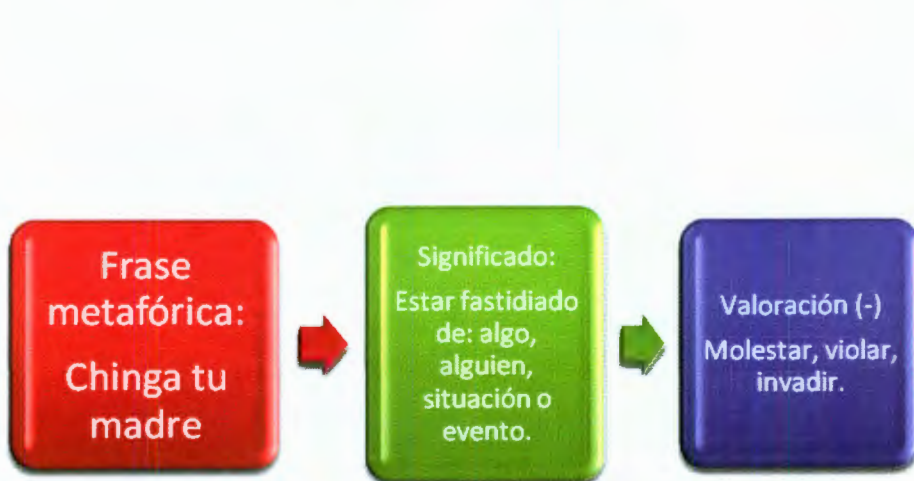 Frase
metafórica:
Chinga tu
madre
Significado:
Estar fastidiado
de: algo,
alguien,
situación o
evento.
Valoración (-)
Molestar, violar,
invadir.